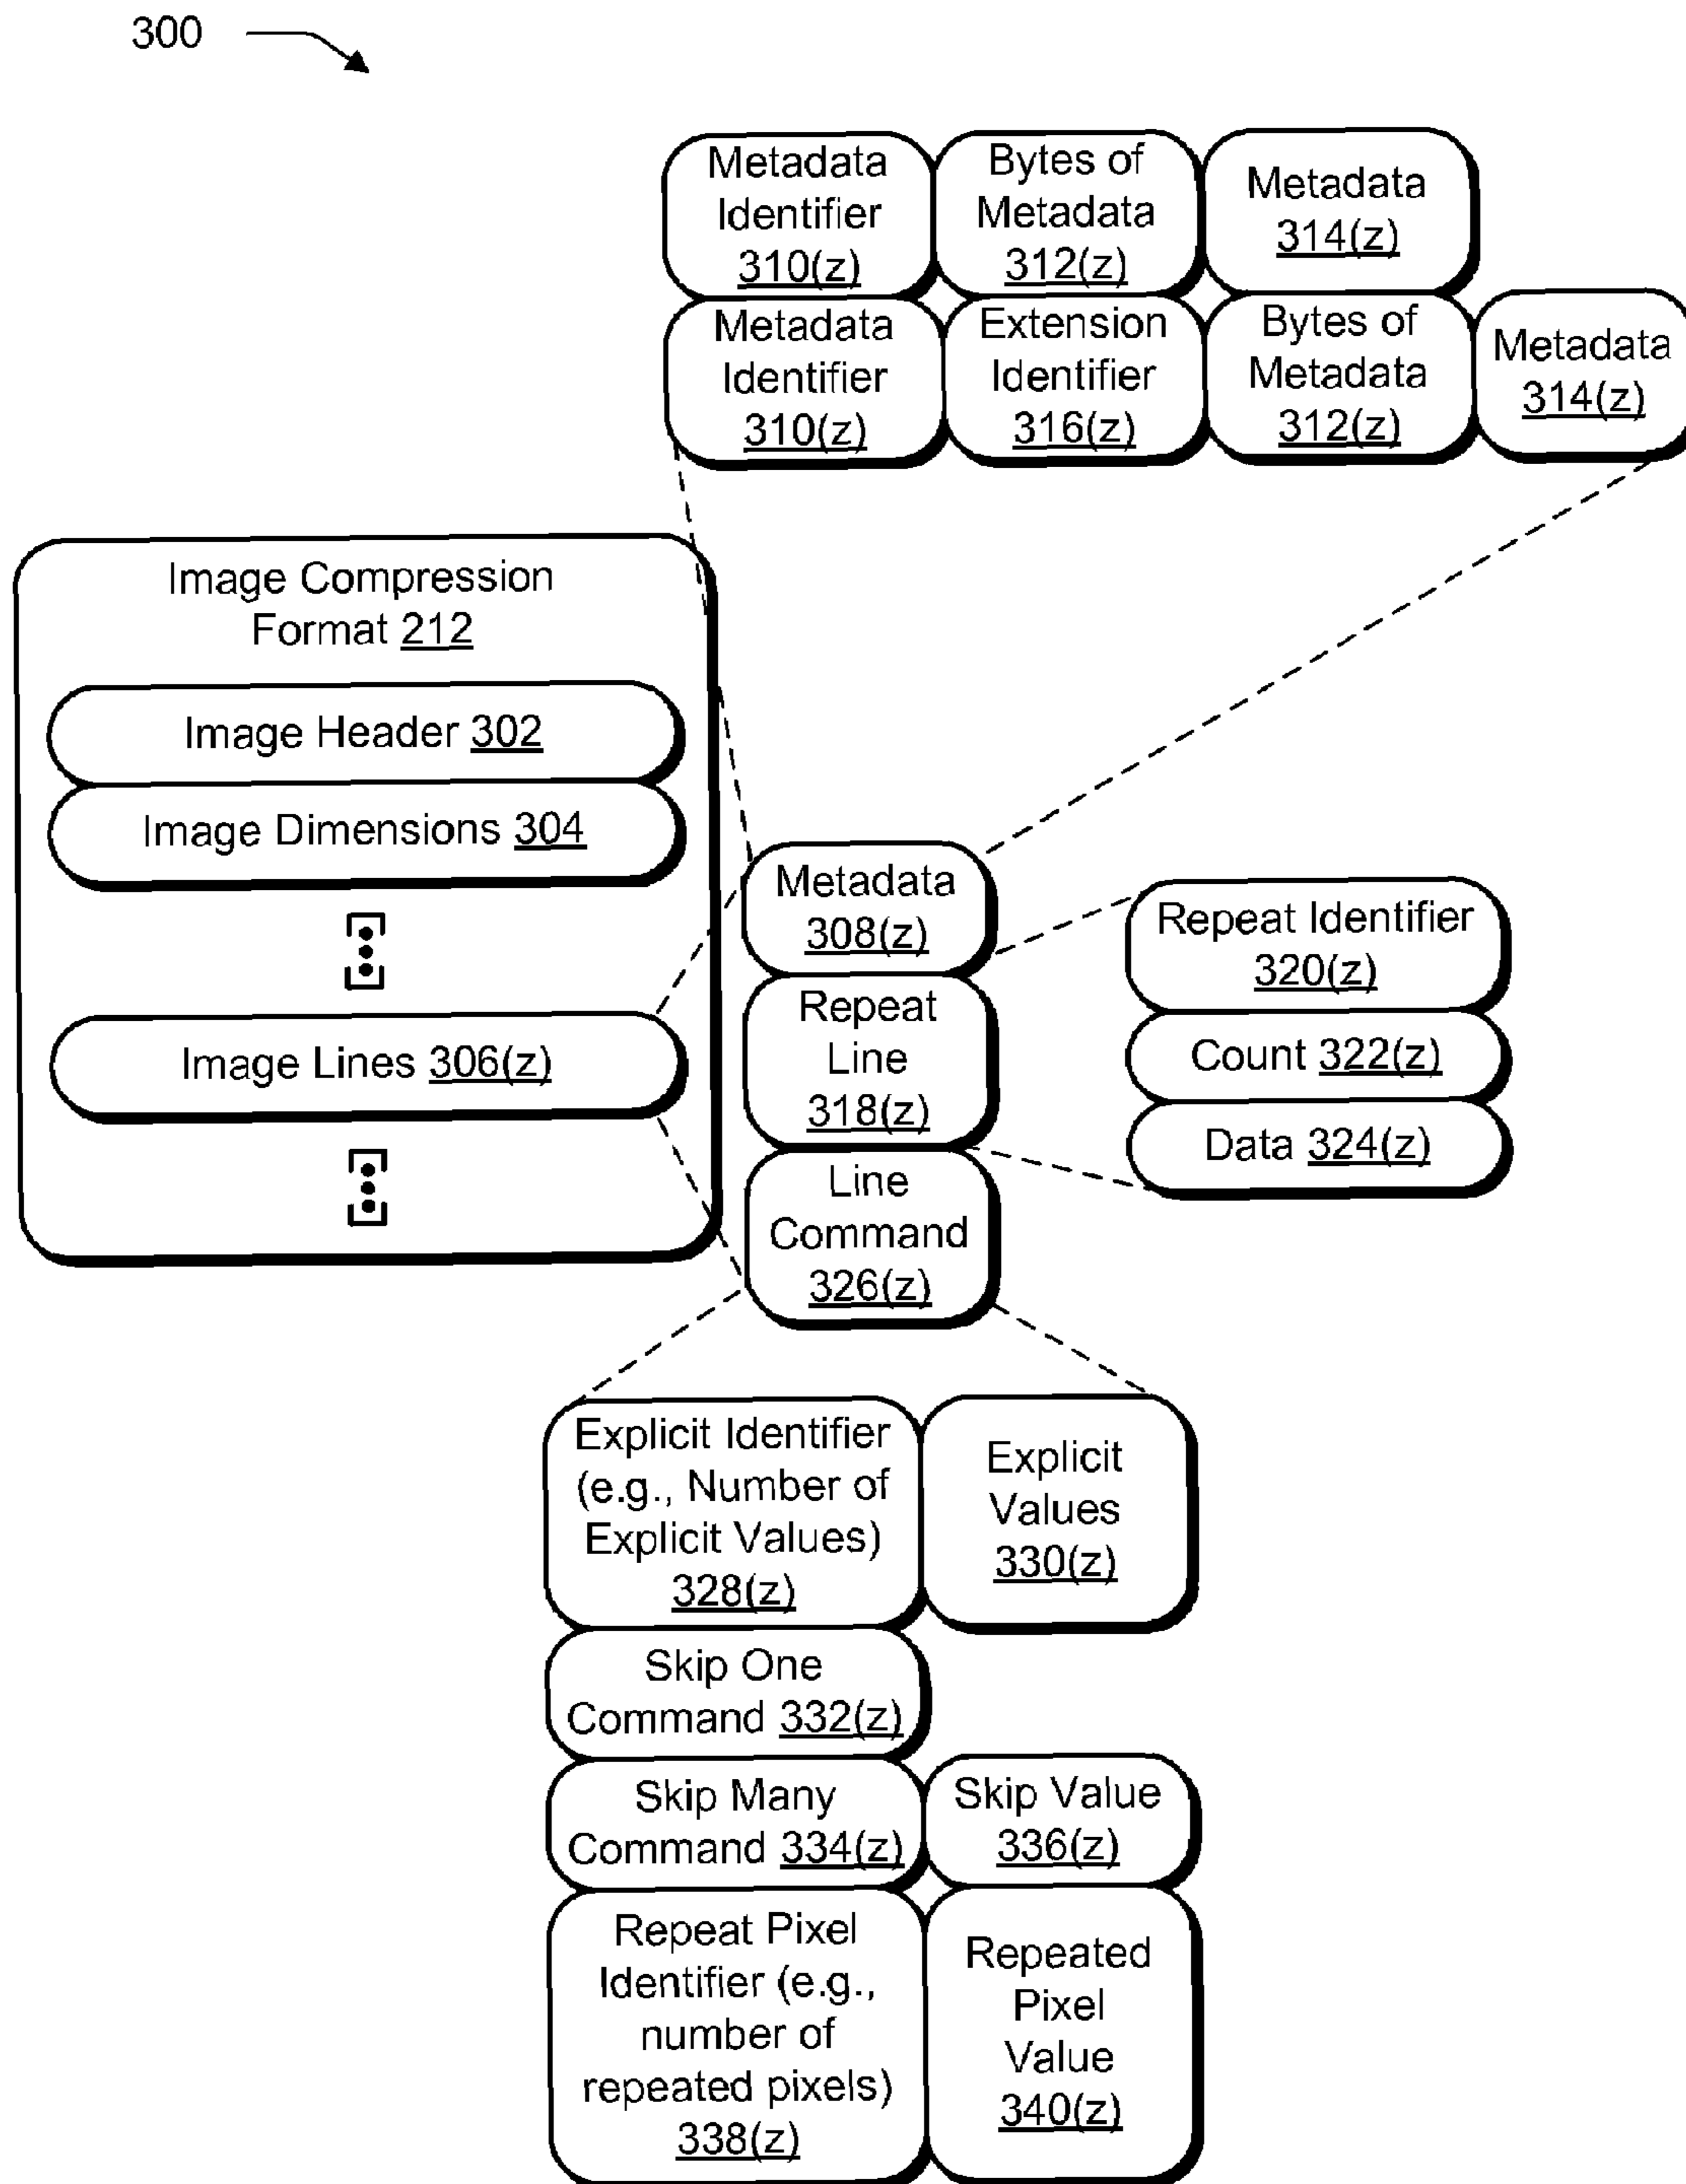 300
Metadata
Identifier
310(z)
Bytes of
Metadata
312(z)
Metadata
314(z)
Metadata
Identifier
310(z)
Extension
Identifier
316(z)
Bytes of
Metadata
312(z)
Metadata
314(z)
Image Compression
Format 212
Image Header 302
Image Dimensions 304
Image Lines 306(z)
Metadata
308(z)
Repeat
Line
318(z)
Line
Command
326(z)
Repeat Identifier
320(z)
Count 322(z)
Data 324(z)
Explicit Identifier
(e.g., Number of
Explicit Values)
328(z)
Explicit
Values
330(z)
Skip One
Command 332(z)
Skip Many
Command 334(z)
Skip Value
336(z)
Repeat Pixel
Identifier (e.g.,
number of
repeated pixels)
338(z)
Repeated
Pixel
Value
340(z)